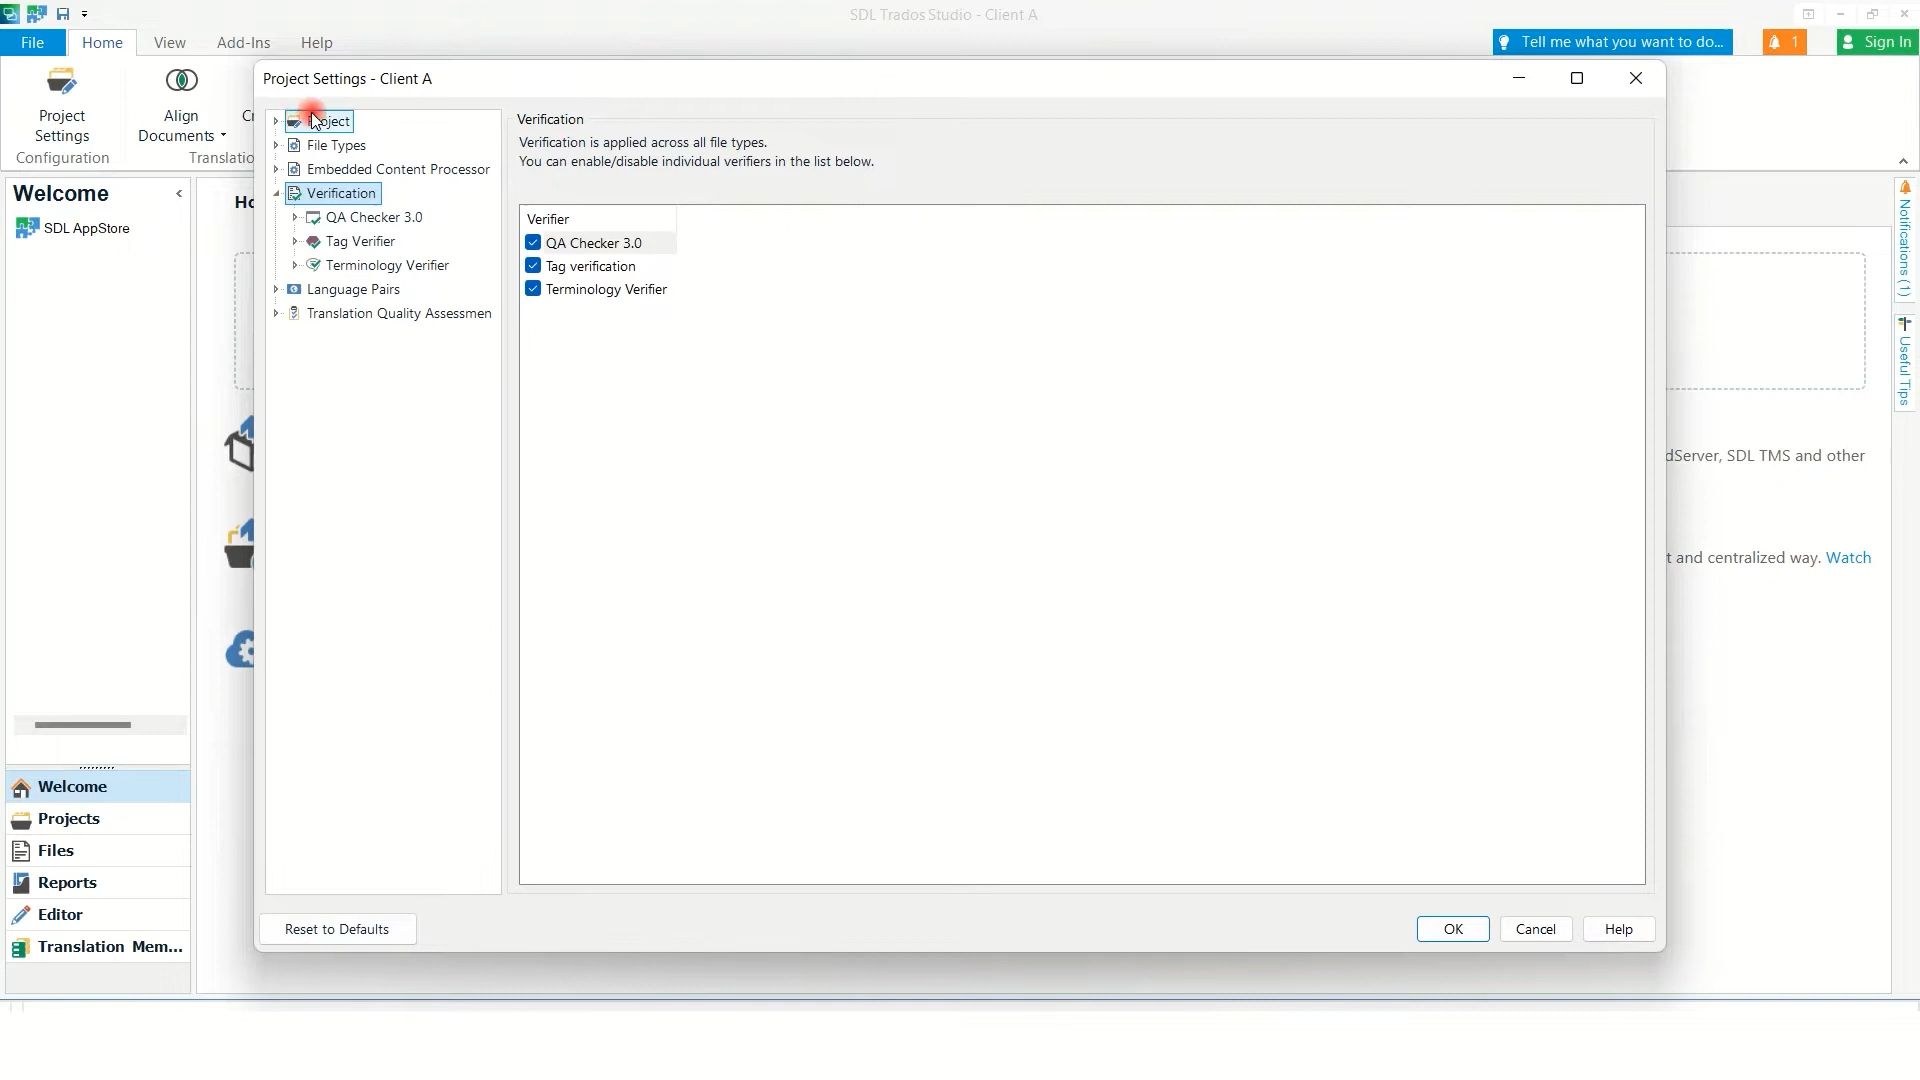 SDL Trados Studio - Client A
File
Home
View
Add-Ins
Help
Tell me what you want to do...
1
Sign In
Project
Settings
Configuration
Align
Documents
Project Settings - Client A
Welcome
SDL AppStore
File Types
Embedded Content Processor
Verification
QA Checker 3.0
Tag Verifier
Terminology Verifier
Language Pairs
Translation Quality Assessmen
Verification
Verification is applied across all file types.
You can enable/disable individual verifiers in the list below.
Verifier
QA Checker 3.0
Tag verification
Terminology Verifier
Notifications (1)
Useful Tips
dServer, SDL TMS and other
t and centralized way. Watch
Welcome
Projects
Files
Reports
Editor
Translation Mem...
Reset to Defaults
OK
Cancel
Help